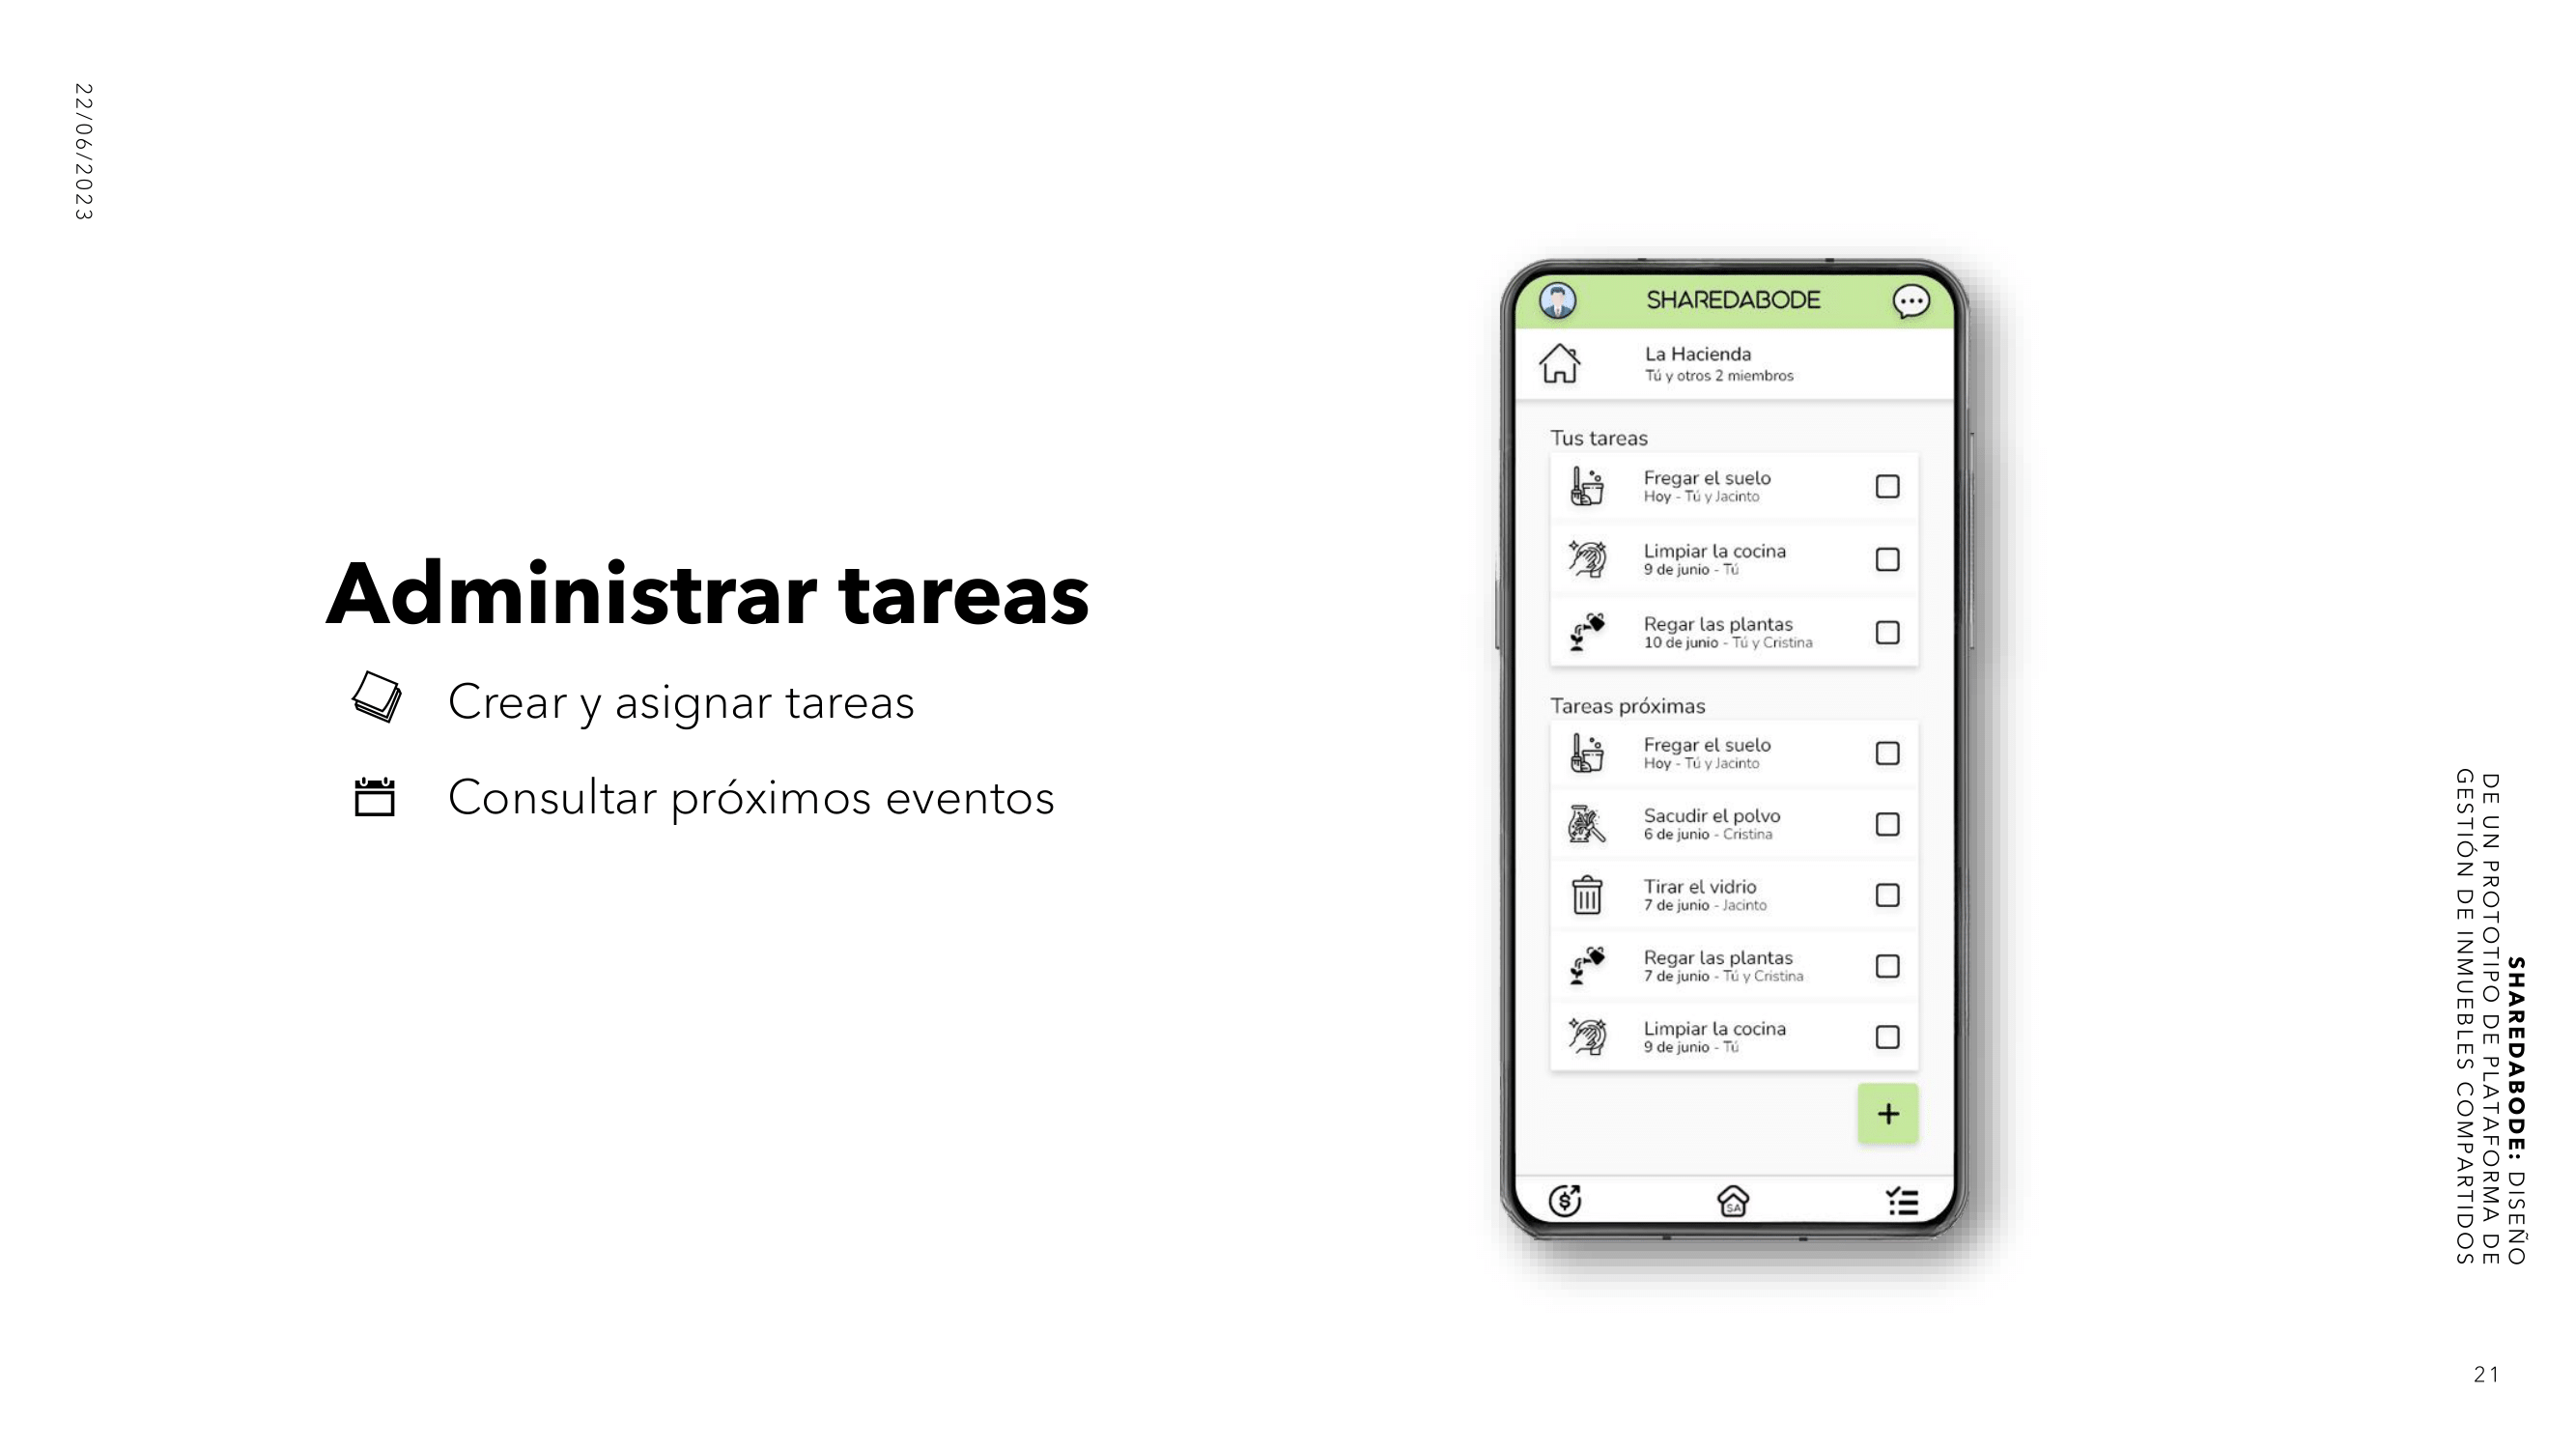 22/06/2023
Administrar tareas
Crear y asignar tareas
Consultar próximos eventos
SHAREDABODE
La Hacienda
Tú y otros 2 miembros
Tus tareas
Fregar el suelo
Hoy - Tú y Jacinto
Limpiar la cocina
9 de junio - Tú
Regar las plantas
10 de junio - Tú y Cristina
Tareas próximas
Fregar el suelo
Hoy - Tú y Jacinto
Sacudir el polvo
6 de junio - Cristina
Tirar el vidrio
7 de junio - Jacinto
Regar las plantas
7 de junio - Tú y Cristina
Limpiar la cocina
9 de junio - Tú
+
$
SA
SHAREDABODE: DISEÑO
DE UN PROTOTIPO DE PLATAFORMA DE
GESTIÓN DE INMUEBLES COMPARTIDOS
21